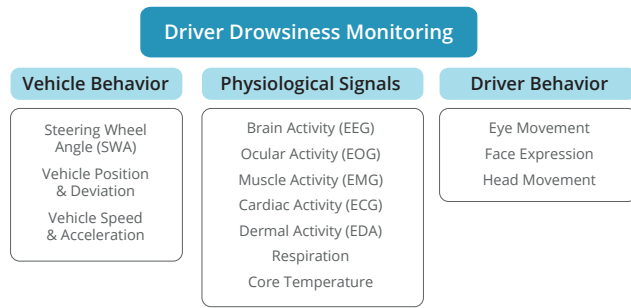 Driver Drowsiness Monitoring
Vehicle Behavior
Steering Wheel
Angle (SWA)
Vehicle Position
& Deviation
Vehicle Speed
& Acceleration
Physiological Signals
Brain Activity (EEG)
Ocular Activity (EOG)
Muscle Activity (EMG)
Cardiac Activity (ECG)
Dermal Activity (EDA)
Respiration
Core Temperature
Driver Behavior
Eye Movement
Face Expression
Head Movement